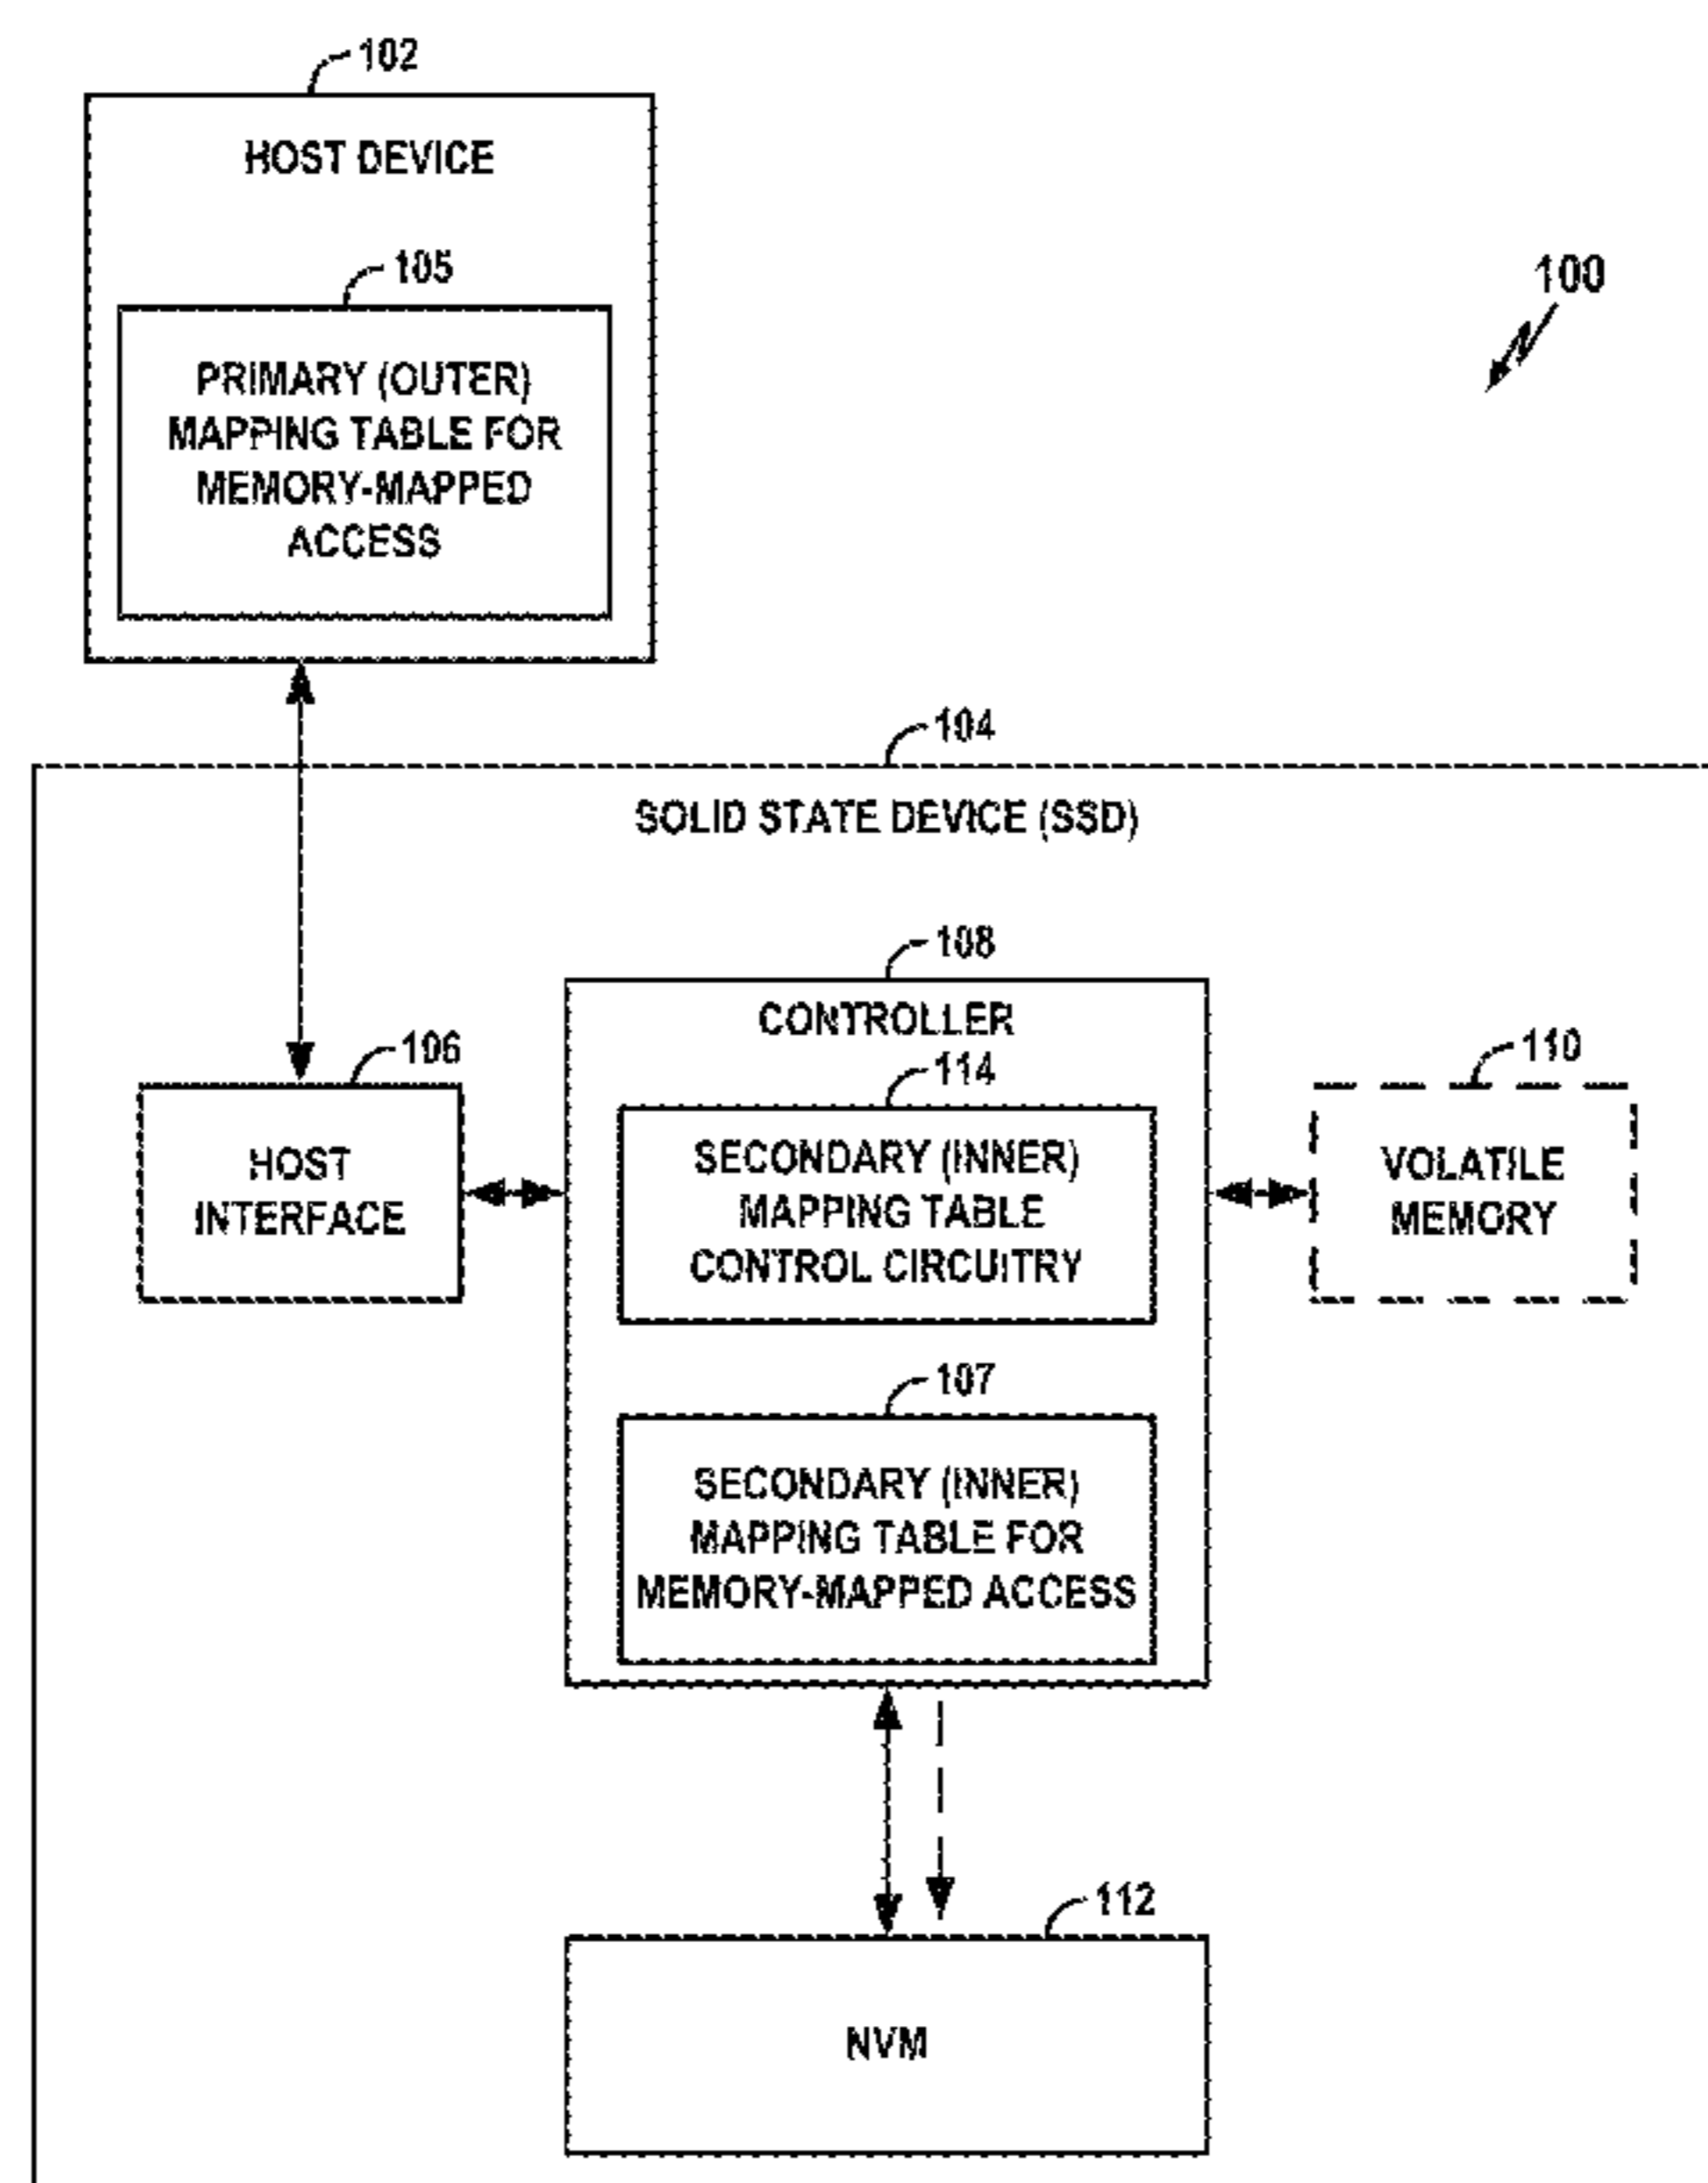 102
HOST DEVICE
105
PRIMARY (OUTER)
MAPPING TABLE FOR
MEMORY-MAPPED
ACCESS
100
104
SOLID STATE DEVICE (SSD)
108
CONTROLLER
106
HOST
INTERFACE
114
SECONDARY (INNER)
MAPPING TABLE
CONTROL CIRCUITRY
110
VOLATILE
MEMORY
107
SECONDARY (INNER)
MAPPING TABLE FOR
MEMORY-MAPPED ACCESS
112
NVM